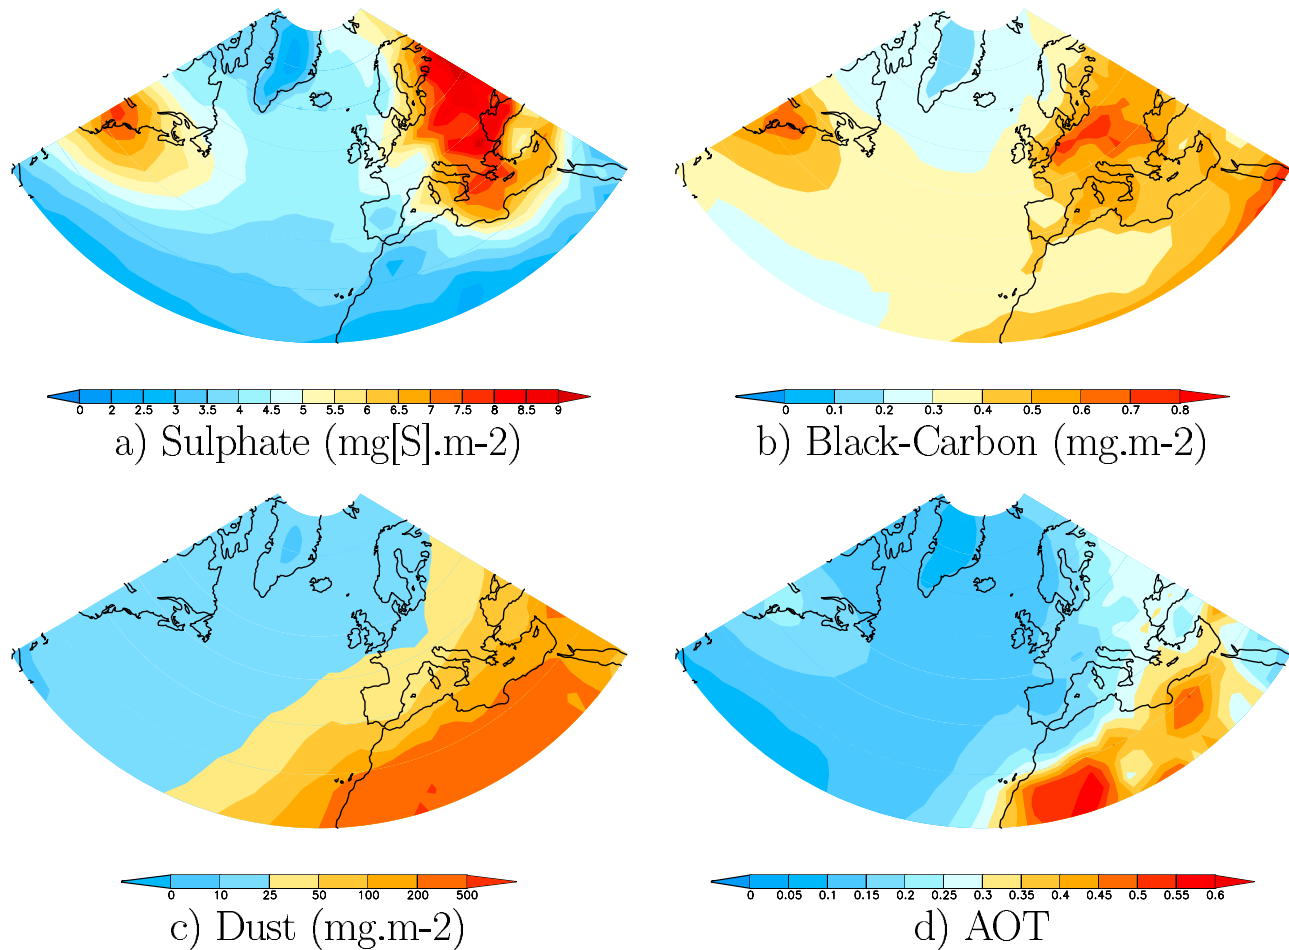 0 2 2.5 3 3.5 4 4.5 5 5.5 6 6.5 7 7.5 8 8.5 9
a) Sulphate (mg[S].m-2)
0 0.1 0.2 0.3 0.4 0.5 0.6 0.7 0.8
b) Black-Carbon (mg.m-2)
0 10 25 50 100 200 500
c) Dust (mg.m-2)
0 0.05 0.1 0.15 0.2 0.25 0.3 0.35 0.4 0.45 0.5 0.55 0.6
d) AOT